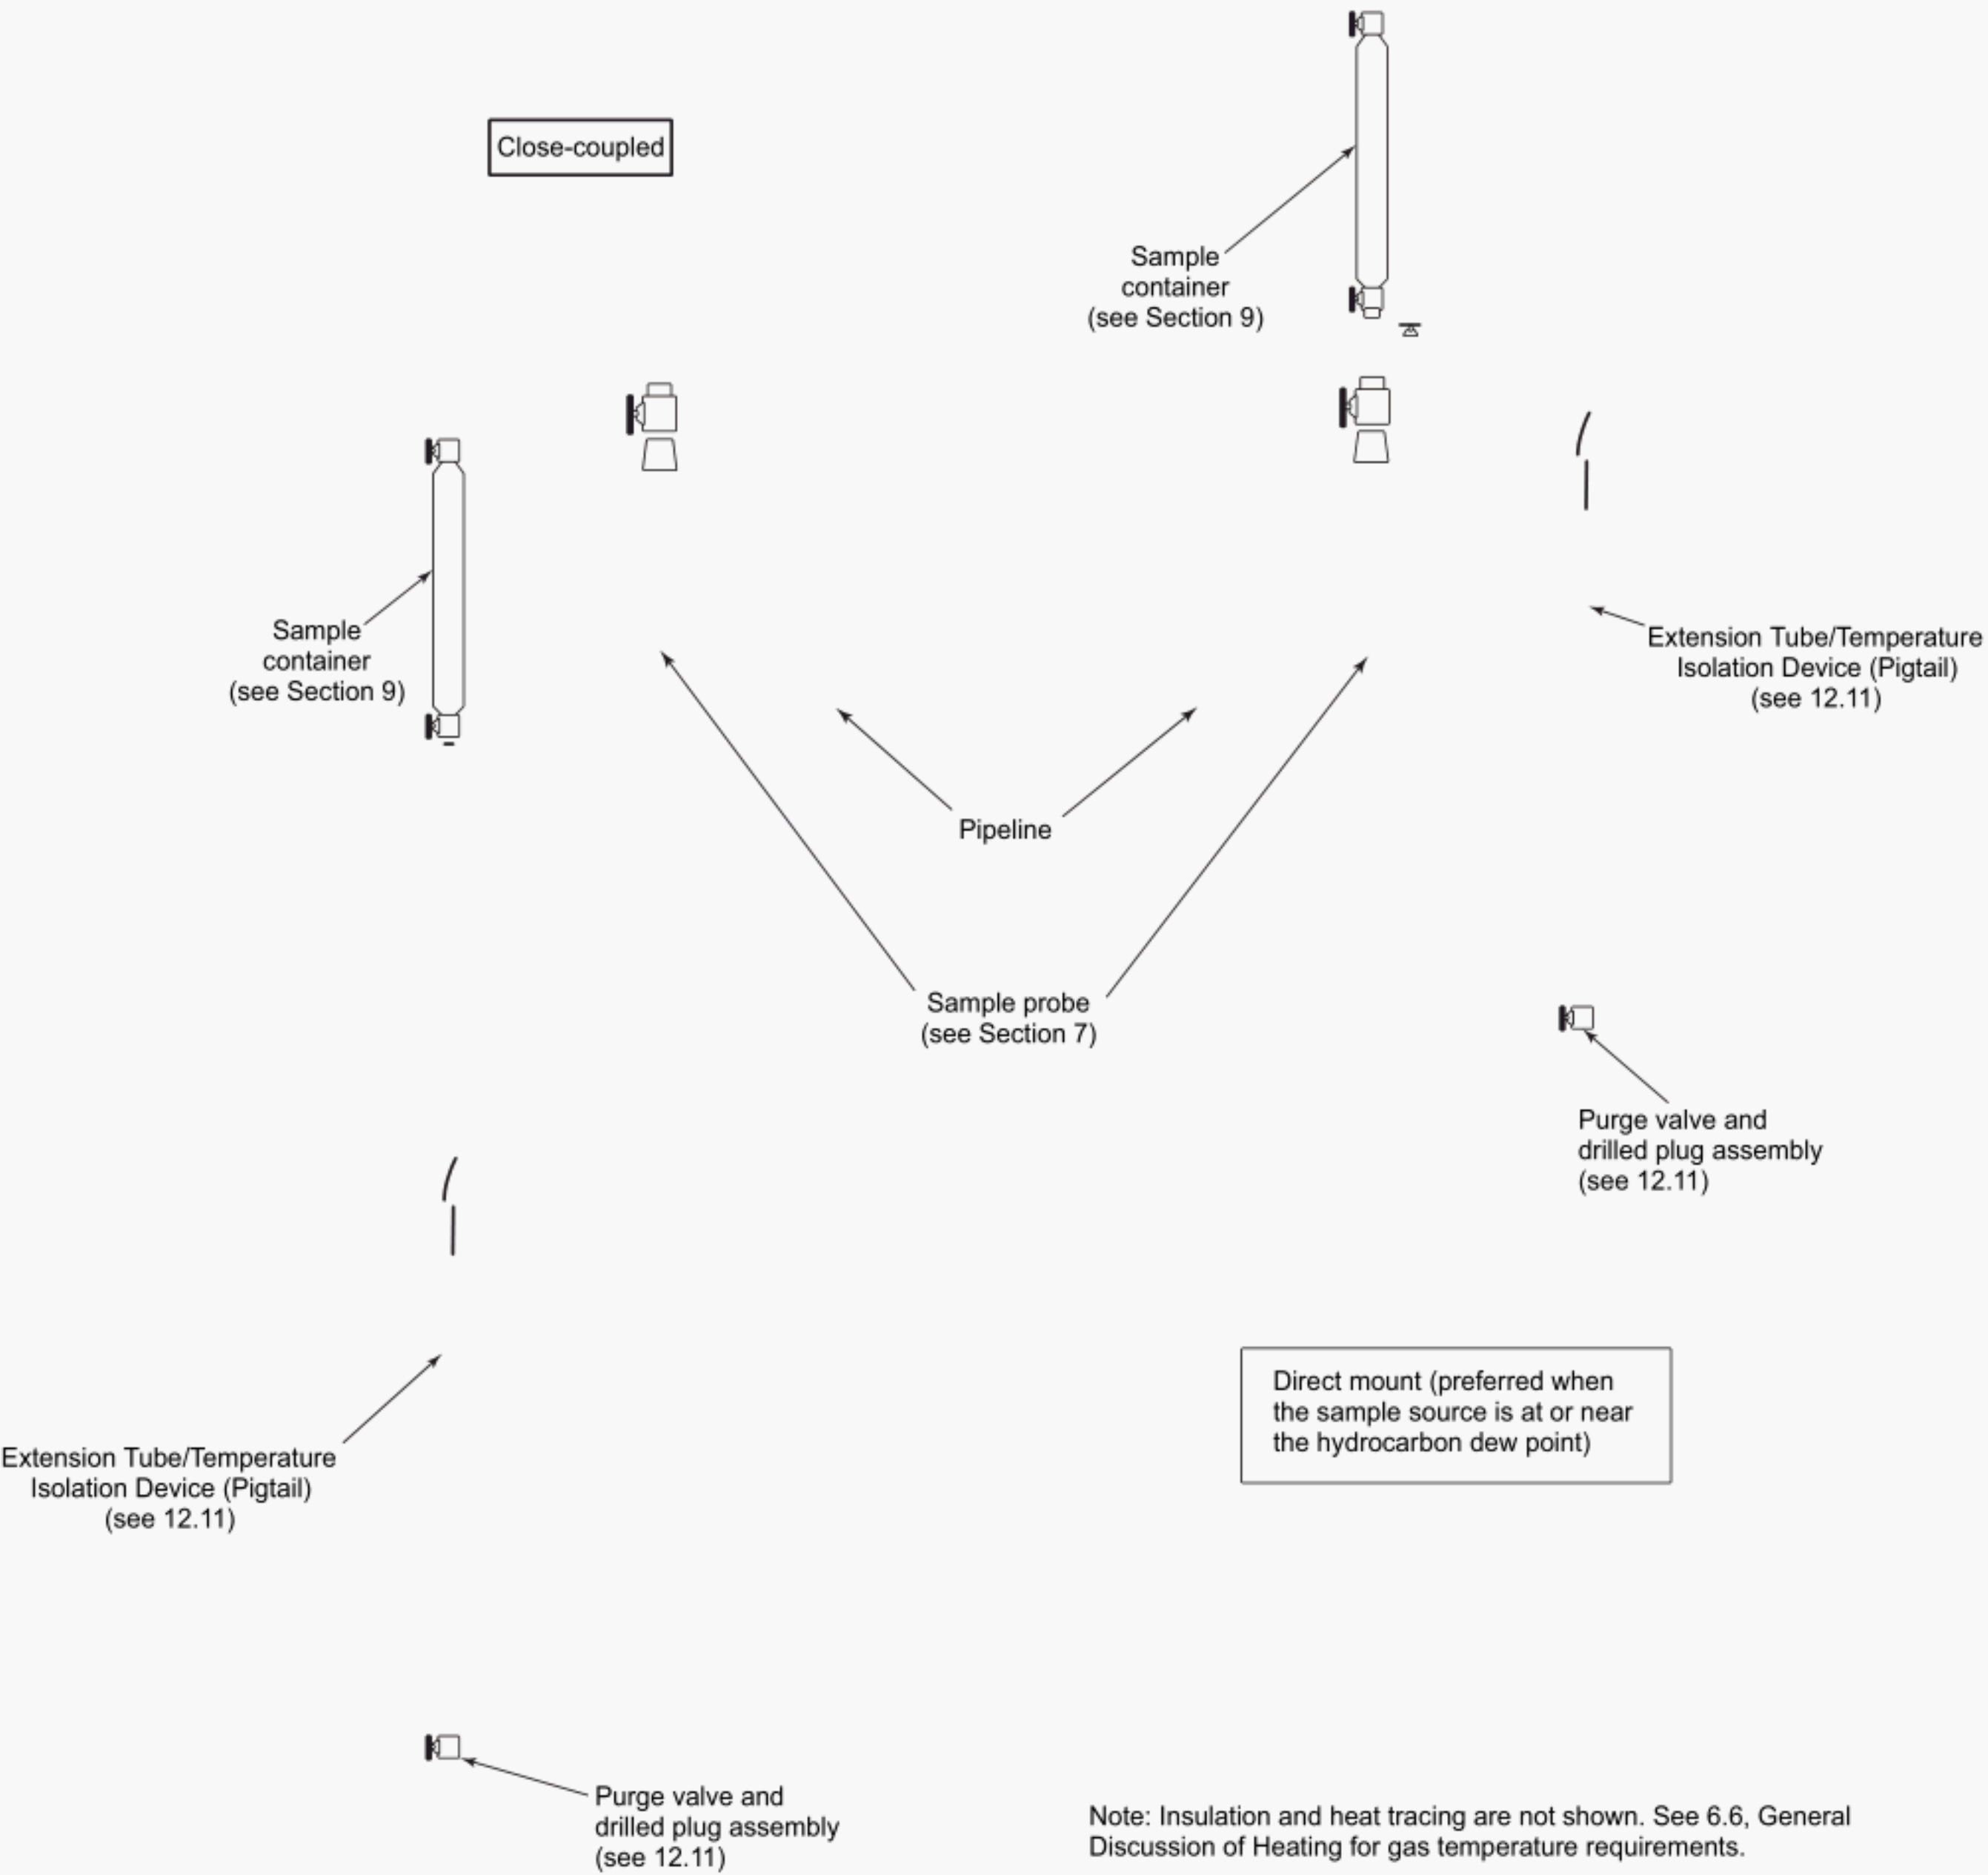 Close-coupled
Sample
container
(see Section 9)
Sample
container
(see Section 9)
Extension Tube/Temperature
Isolation Device (Pigtail)
(see 12.11)
Pipeline
Sample probe
(see Section 7)
Purge valve and
drilled plug assembly
(see 12.11)
Direct mount (preferred when
the sample source is at or near
the hydrocarbon dew point)
Extension Tube/Temperature
Isolation Device (Pigtail)
(see 12.11)
Purge valve and
drilled plug assembly
(see 12.11)
Note: Insulation and heat tracing are not shown. See 6.6, General
Discussion of Heating for gas temperature requirements.